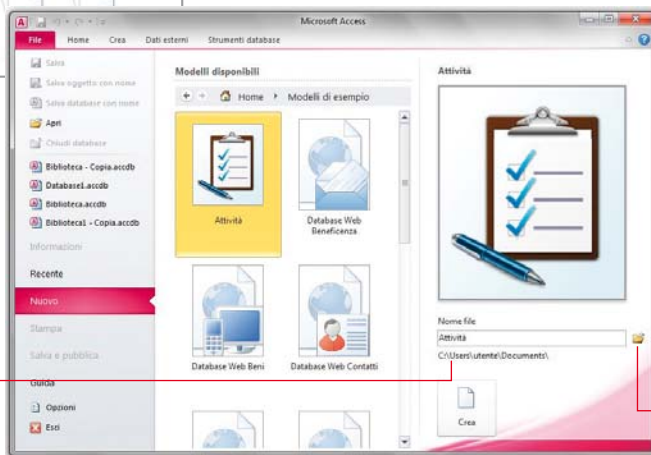 Microsoft Access
File Home Crea Dati esterni Strumenti database
Salva
Salva oggetto con nome
Salva database con nome
Apri
Chiudi database
Biblioteca - Copia.accdb
Database1.accdb
Biblioteca.accdb
Biblioteca1 - Copia.accdb
Informazioni
Recente
Nuovo
Stampa
Salva e pubblica
Guida
Opzioni
Esci
Modelli disponibili
Home Modelli di esempio
Attività
Database Web
Beneficenza
Database Web Beni
Database Web Contatti
Attività
Nome file
Attività
C:\Users\utente\Documents\
Crea